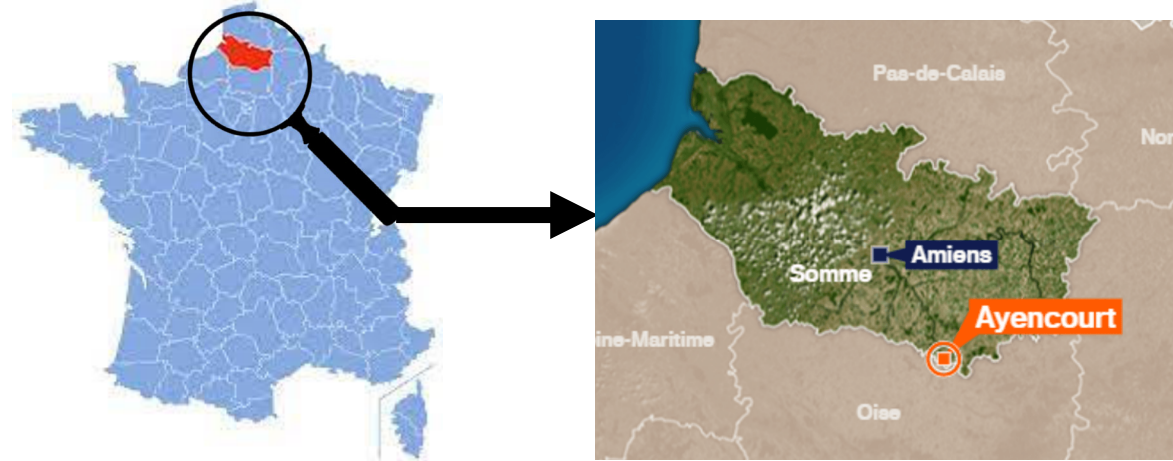 Pas-de-Calais
Nor
Amiens
Somme
Ayencourt
ine-Maritime
Oise